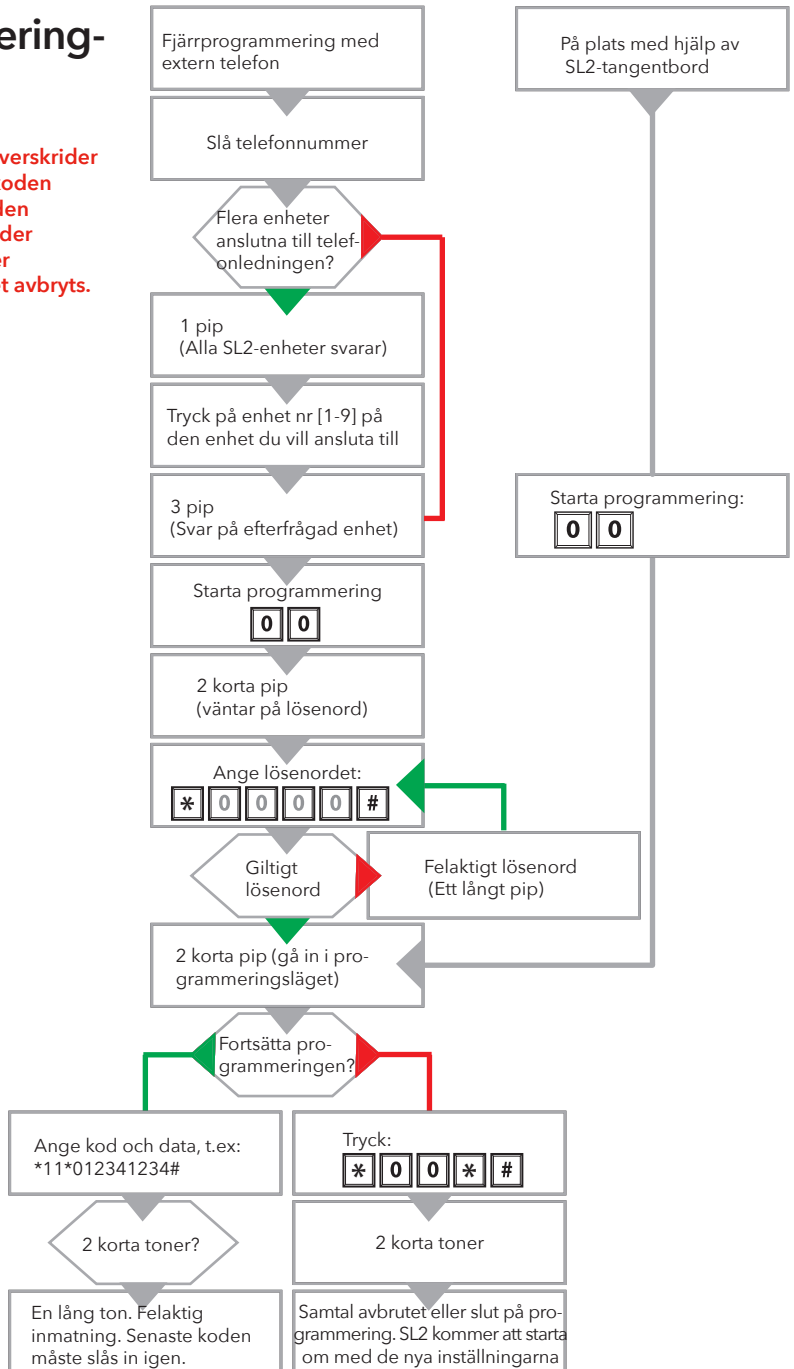 ering-
verskrider
koden
den
der
er
et avbryts.
Fjärrprogrammering med
extern telefon
På plats med hjälp av
SL2-tangentbord
Slå telefonnummer
Flera enheter
anslutna till telef-
onledningen?
1 pip
(Alla SL2-enheter svarar)
Tryck på enhet nr [1-9] på
den enhet du vill ansluta till
3 pip
(Svar på efterfrågad enhet)
Starta programmering:
0 0
Starta programmering
0 0
2 korta pip
(väntar på lösenord)
Ange lösenordet:
* 0 0 0 0 #
Giltigt
lösenord
Felaktigt lösenord
(Ett långt pip)
2 korta pip (gå in i pro-
grammeringsläget)
Fortsätta pro-
grammeringen?
Ange kod och data, t.ex:
*11*012341234#
Tryck:
* 0 0 * #
2 korta toner?
2 korta toner
En lång ton. Felaktig
inmatning. Senaste koden
måste slås in igen.
Samtal avbrutet eller slut på pro-
grammering. SL2 kommer att starta
om med de nya inställningarna